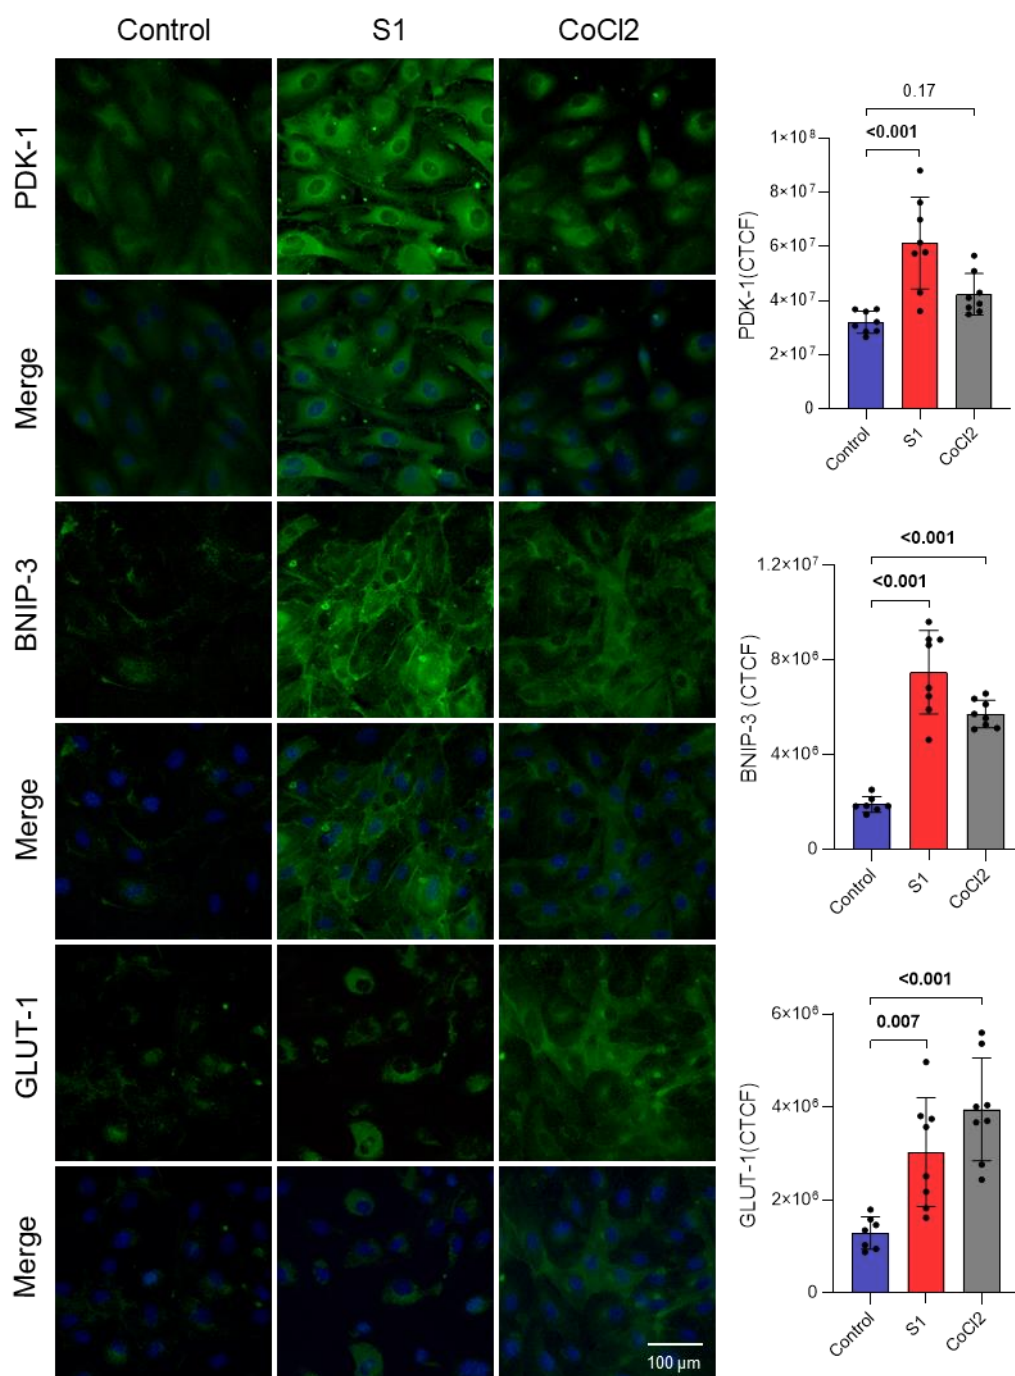 Control S1 CoCl2
PDK-1
Merge
BNIP-3
Merge
GLUT-1
Merge
100 µm
0.17
<0.001
1×10⁸
8×10⁷
6×10⁷
4×10⁷
2×10⁷
0
PDK-1(CTCF)
Control S1 CoCl2
<0.001
<0.001
1.2×10⁷
8×10⁶
4×10⁶
0
BNIP-3 (CTCF)
Control S1 CoCl2
<0.001
0.007
6×10⁶
4×10⁶
2×10⁶
0
GLUT-1(CTCF)
Control S1 CoCl2